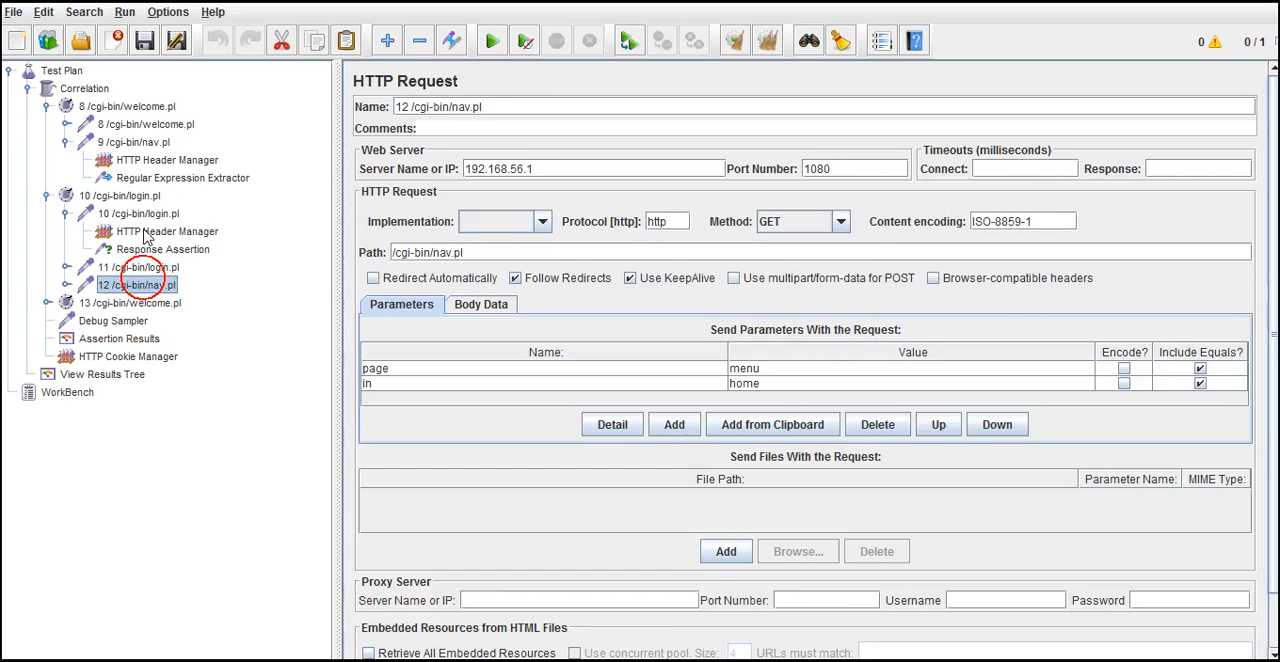 File Edit Search Run Options Help
0 0 / 1
Test Plan
Correlation
8 /cgi-bin/welcome.pl
8 /cgi-bin/welcome.pl
9 /cgi-bin/nav.pl
HTTP Header Manager
Regular Expression Extractor
10 /cgi-bin/login.pl
10 /cgi-bin/login.pl
HTTP Header Manager
Response Assertion
11 /cgi-bin/login.pl
12 /cgi-bin/nav.pl
13 /cgi-bin/welcome.pl
Debug Sampler
Assertion Results
HTTP Cookie Manager
View Results Tree
WorkBench
HTTP Request
Name: 12 /cgi-bin/nav.pl
Comments:
Web Server
Server Name or IP: 192.168.56.1 Port Number: 1080
Timeouts (milliseconds)
Connect: Response:
HTTP Request
Implementation: Protocol [http]: http Method: GET Content encoding: ISO-8859-1
Path: /cgi-bin/nav.pl
Redirect Automatically Follow Redirects Use KeepAlive Use multipart/form-data for POST Browser-compatible headers
Parameters Body Data
Send Parameters With the Request:
Name: Value Encode? Include Equals?
page menu
in home
Detail Add Add from Clipboard Delete Up Down
Send Files With the Request:
File Path: Parameter Name: MIME Type:
Add Browse... Delete
Proxy Server
Server Name or IP: Port Number: Username Password
Embedded Resources from HTML Files
Retrieve All Embedded Resources Use concurrent pool. Size: 4 URLs must match: